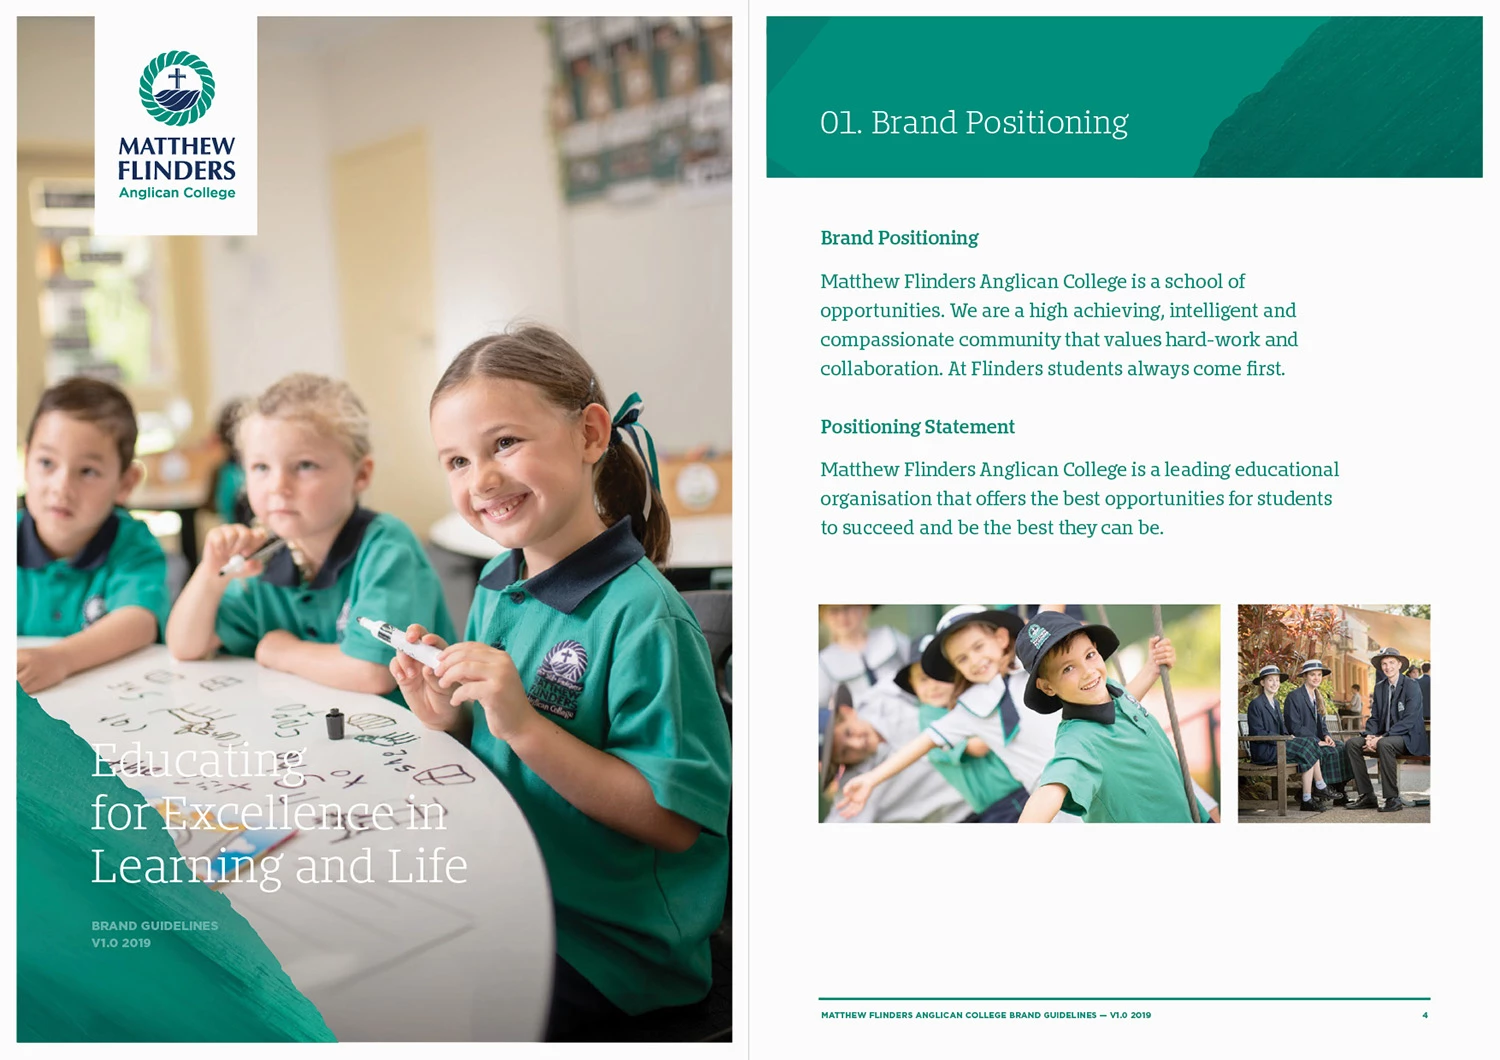 MATTHEW
FLINDERS
Anglican College
Educating
for Excellence in
Learning and Life
BRAND GUIDELINES
V1.0 2019
01. Brand Positioning
Brand Positioning
Matthew Flinders Anglican College is a school of
opportunities. We are a high achieving, intelligent and
compassionate community that values hard-work and
collaboration. At Flinders students always come first.
Positioning Statement
Matthew Flinders Anglican College is a leading educational
organisation that offers the best opportunities for students
to succeed and be the best they can be.
MATTHEW FLINDERS ANGLICAN COLLEGE BRAND GUIDELINES — V1.0 2019
4